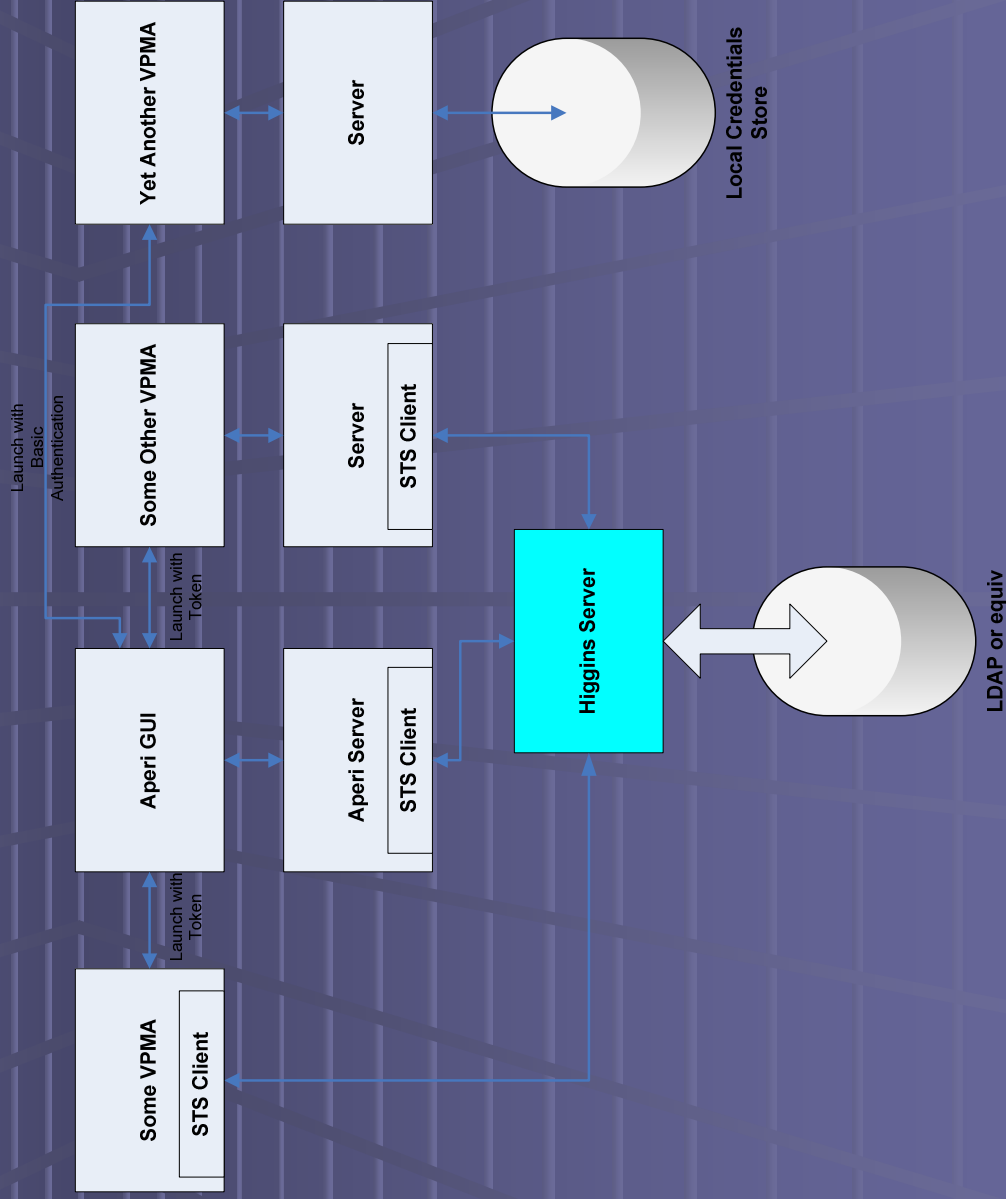 Launch with
Basic
Authentication
Some VPMA
STS Client
Launch with
Token
Aperi GUI
Launch with
Token
Some Other VPMA
Yet Another VPMA
Aperi Server
STS Client
Server
STS Client
Server
Higgins Server
Local Credentials
Store
LDAP or equiv